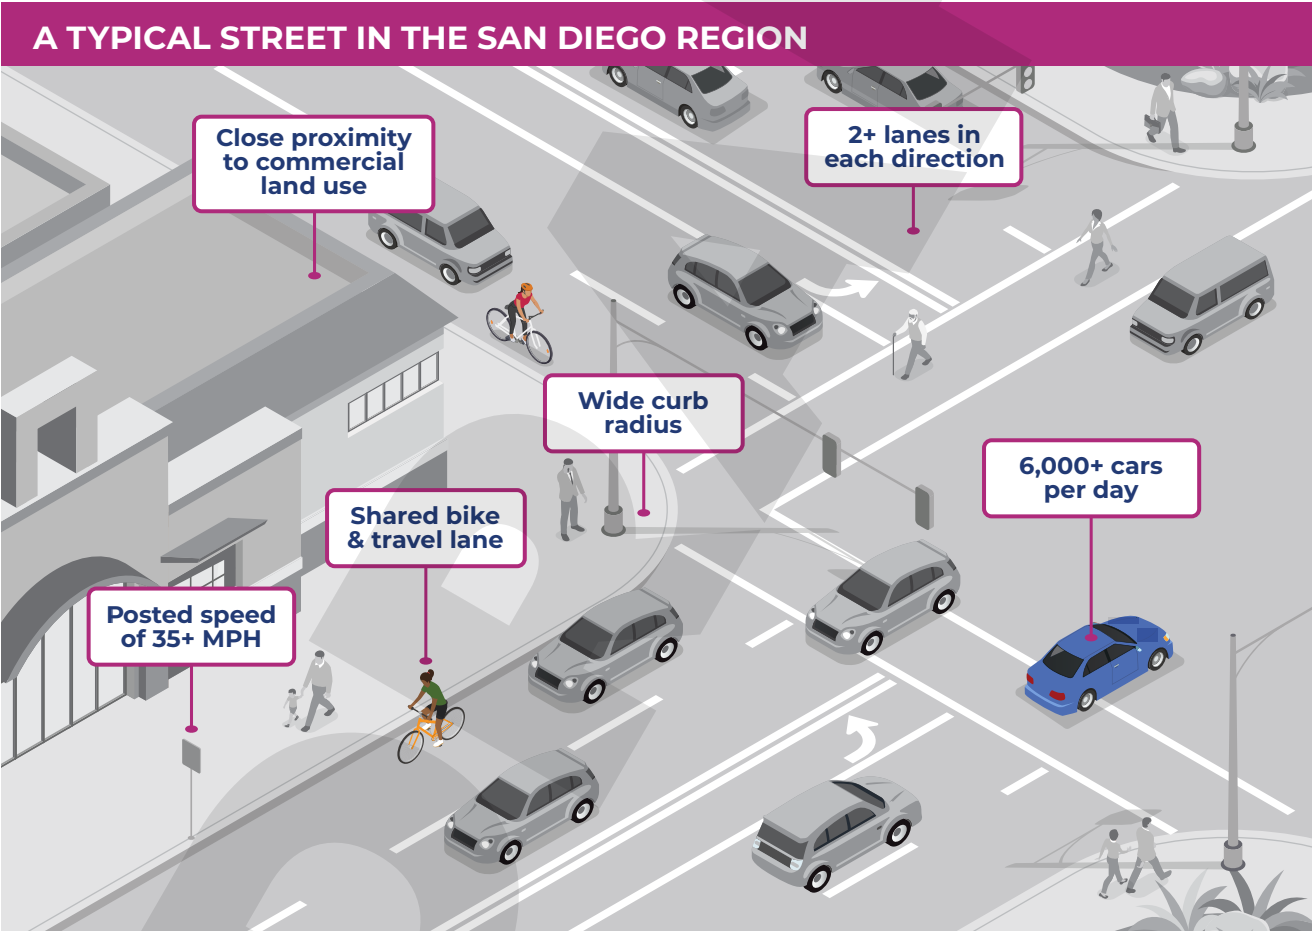 A TYPICAL STREET IN THE SAN DIEGO REGION
Close proximity
to commercial
land use
2+ lanes in
each direction
Wide curb
radius
6,000+ cars
per day
Shared bike
& travel lane
Posted speed
of 35+ MPH